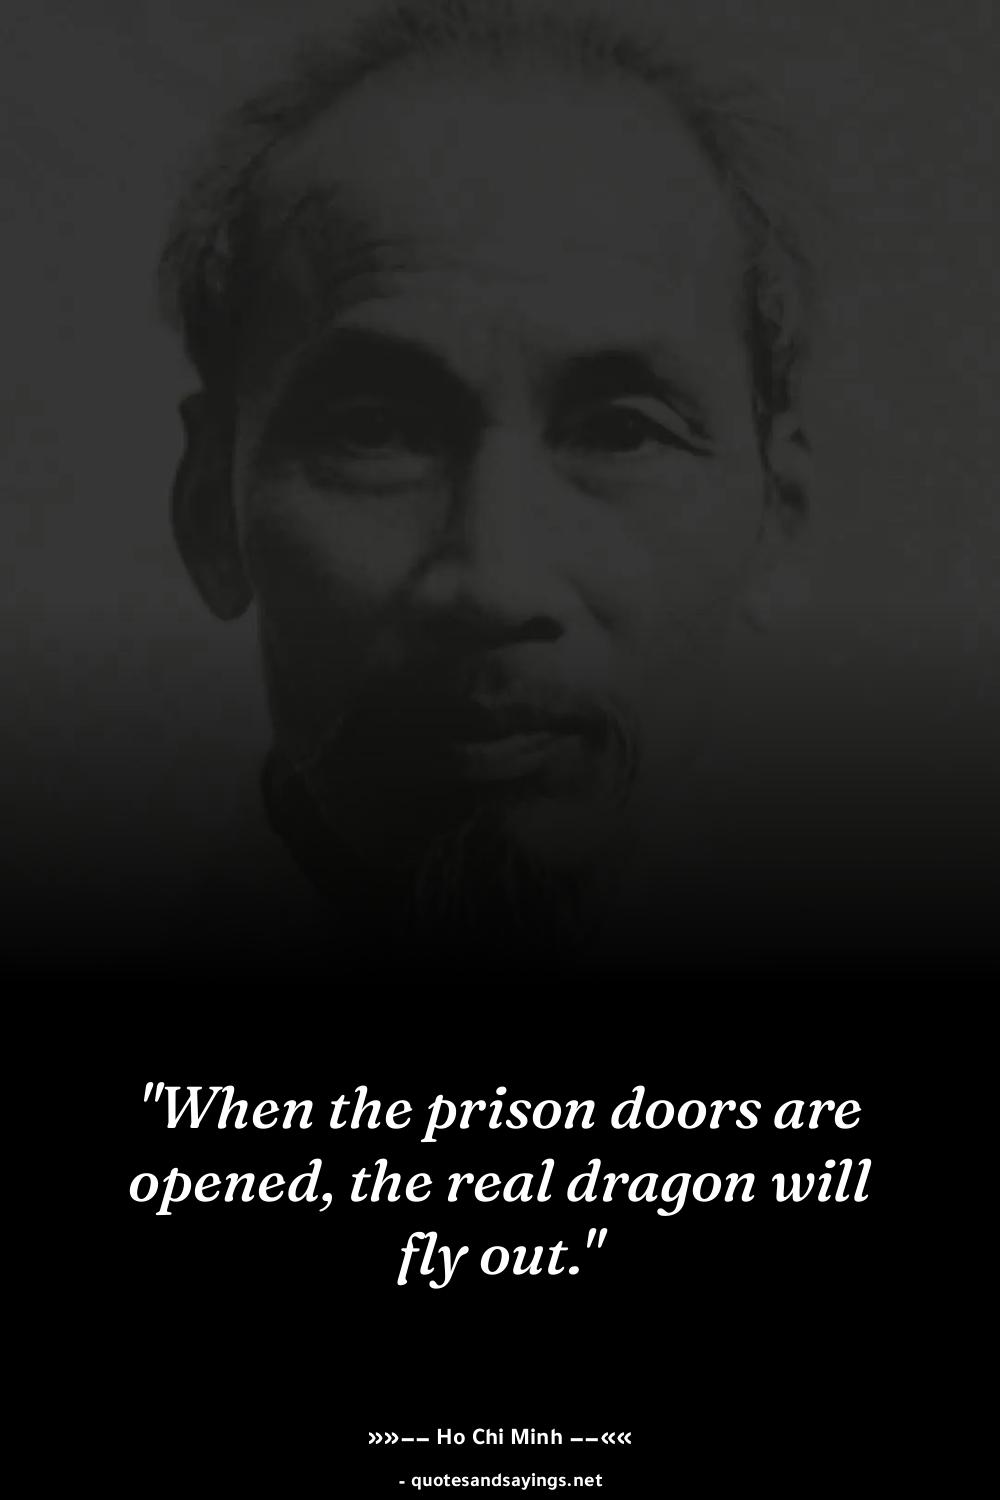 "When the prison doors are
opened, the real dragon will
fly out."
»»−− Ho Chi Minh −−««
- quotesandsayings.net